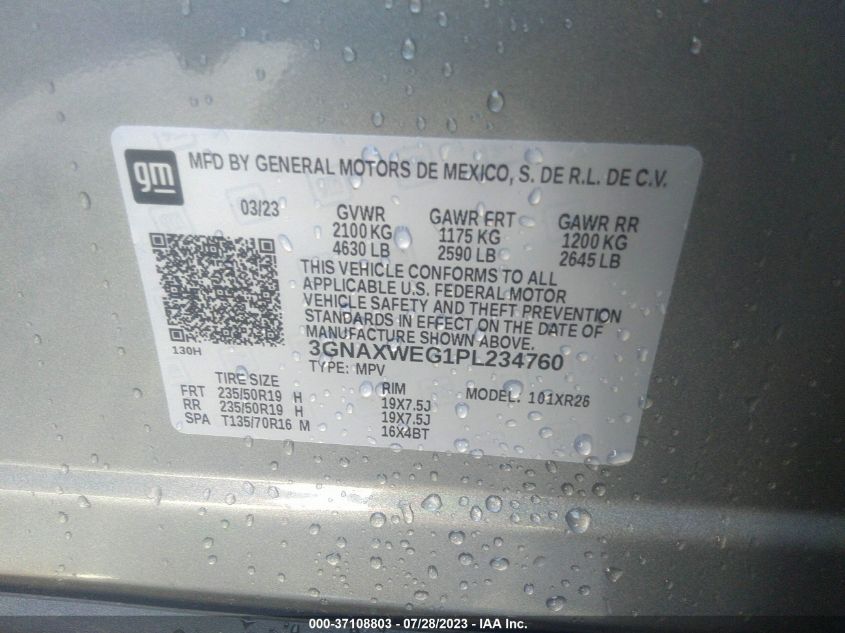 gm
MFD BY GENERAL MOTORS DE MEXICO, S. DE R.L. DE C.V.
03/23 GVWR GAWR FRT GAWR RR
2100 KG 1175 KG 1200 KG
4630 LB 2590 LB 2645 LB
THIS VEHICLE CONFORMS TO ALL
APPLICABLE U.S. FEDERAL MOTOR
VEHICLE SAFETY AND THEFT PREVENTION
STANDARDS IN EFFECT ON THE DATE OF
MANUFACTURE SHOWN ABOVE.
130H
3GNAXWEG1PL234760
TYPE: MPV
TIRE SIZE RIM MODEL: 101XR26
FRT 235/50R19 H 19X7.5J
RR 235/50R19 H 19X7.5J
SPA T135/70R16 M 16X4BT
000-37108803 / 07/28/2023 - IAA Inc.